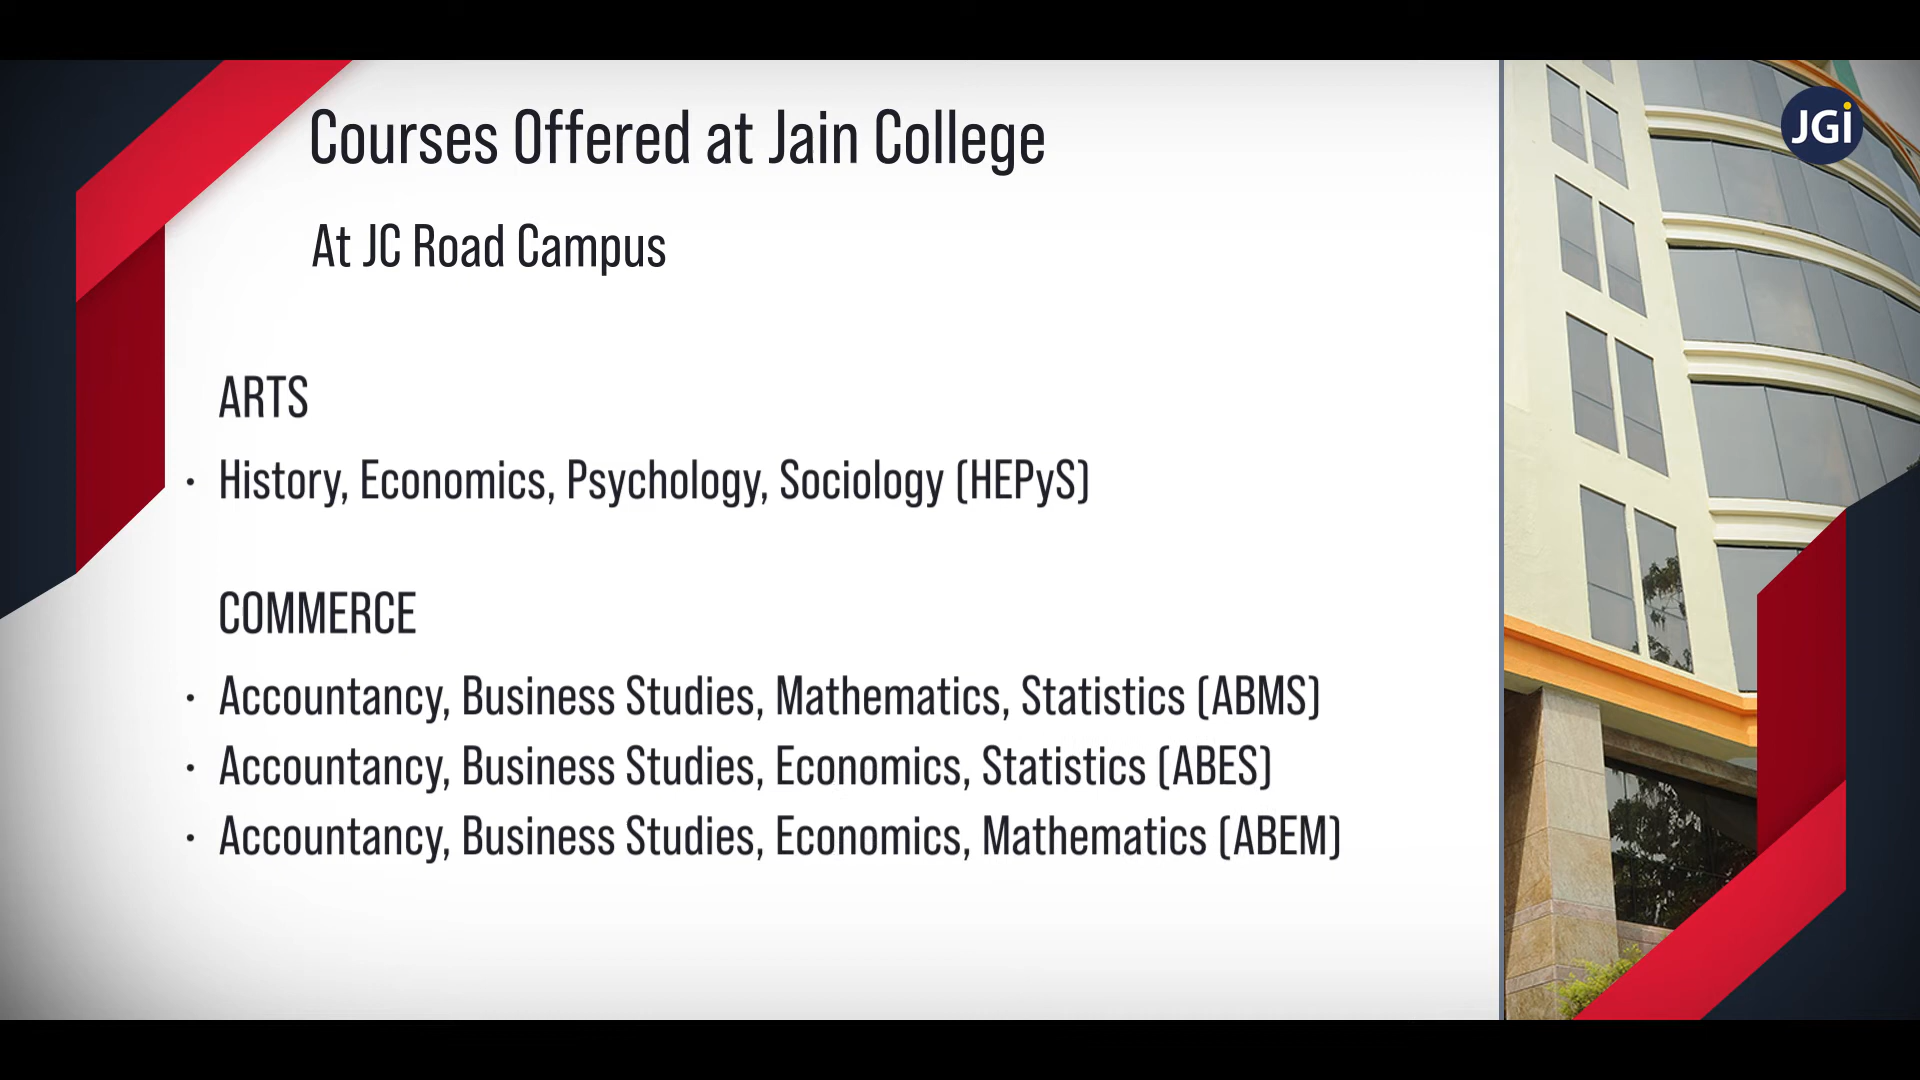 Courses Offered at Jain College
JGi
At JC Road Campus
ARTS
· History, Economics, Psychology, Sociology (HEPyS)
COMMERCE
· Accountancy, Business Studies, Mathematics, Statistics (ABMS)
· Accountancy, Business Studies, Economics, Statistics (ABES)
· Accountancy, Business Studies, Economics, Mathematics (ABEM)